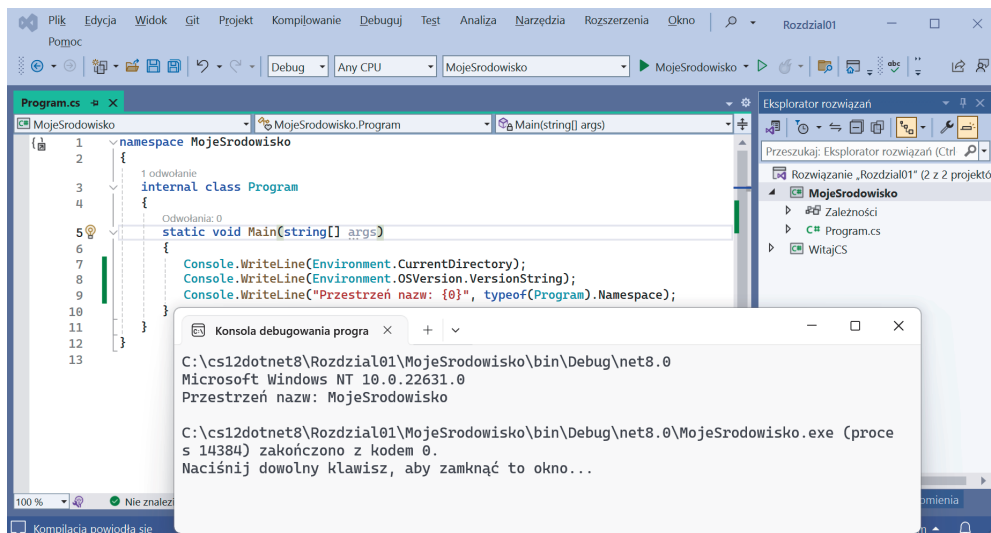 Plik Edycja Widok Git Projekt Kompilowanie Debuguj Test Analiza Narzędzia Rozszerzenia Okno Rozdzial01
Pomoc
Debug Any CPU MojeSrodowisko MojeSrodowisko
Program.cs Eksplorator rozwiązań
MojeSrodowisko MojeSrodowisko.Program Main(string[] args)
Przeszukaj: Eksplorator rozwiązań (Ctrl
Rozwiązanie „Rozdzial01" (2 z 2 projektó
MojeSrodowisko
Zależności
C# Program.cs
WitajCS
1 namespace MojeSrodowisko
2 {
1 odwołanie
3 internal class Program
4 {
Odwołania: 0
5 static void Main(string[] args)
6 {
7 Console.WriteLine(Environment.CurrentDirectory);
8 Console.WriteLine(Environment.OSVersion.VersionString);
9 Console.WriteLine("Przestrzeń nazw: {0}", typeof(Program).Namespace);
10 }
11 }
12 }
13
Konsola debugowania progra
C:\cs12dotnet8\Rozdzial01\MojeSrodowisko\bin\Debug\net8.0
Microsoft Windows NT 10.0.22631.0
Przestrzeń nazw: MojeSrodowisko
C:\cs12dotnet8\Rozdzial01\MojeSrodowisko\bin\Debug\net8.0\MojeSrodowisko.exe (proce
s 14384) zakończono z kodem 0.
Naciśnij dowolny klawisz, aby zamknąć to okno...
100 % Nie znalezi
omienia
Kompilacja powiodła się